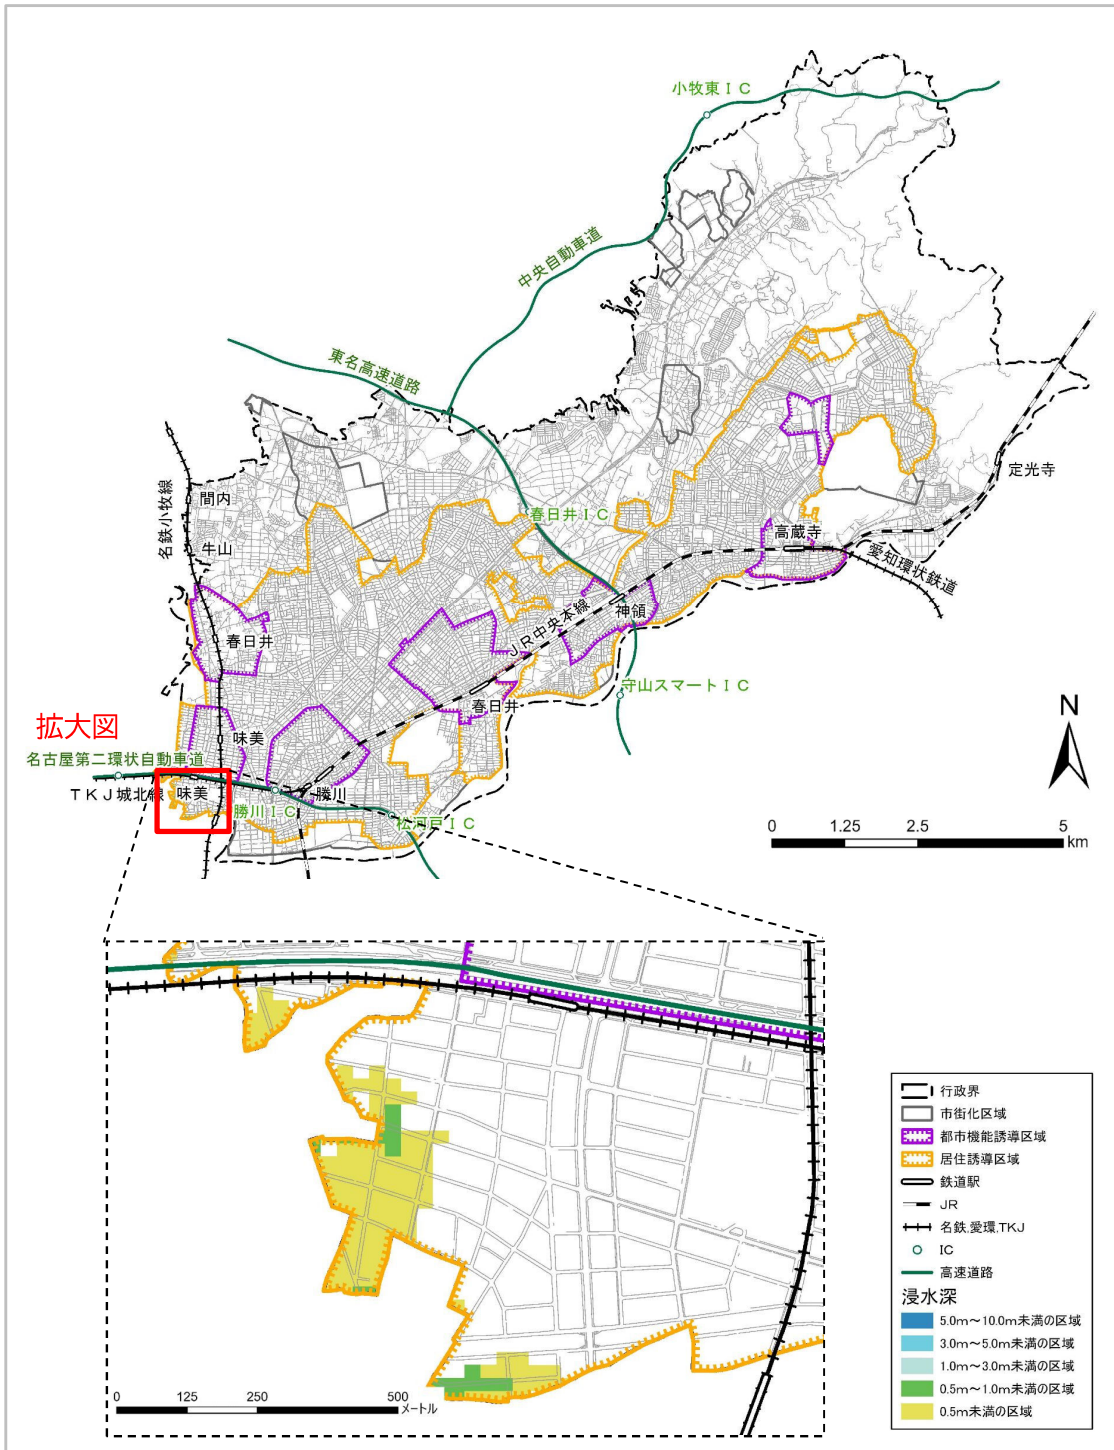 小牧東ＩＣ
中央自動車道
東名高速道路
名鉄小牧線
間内
牛山
春日井ＩＣ
高蔵寺
定光寺
愛知環状鉄道
春日井
ＪＲ中央本線
神領
守山スマートＩＣ
春日井
拡大図
味美
名古屋第二環状自動車道
ＴＫＪ城北線
味美
勝川ＩＣ
勝川
松河戸ＩＣ
N
0 1.25 2.5 5
km
行政界
市街化区域
都市機能誘導区域
居住誘導区域
鉄道駅
JR
名鉄,愛環,TKJ
IC
高速道路
浸水深
5.0m～10.0m未満の区域
3.0m～5.0m未満の区域
1.0m～3.0m未満の区域
0.5m～1.0m未満の区域
0.5m未満の区域
0 125 250 500
メートル